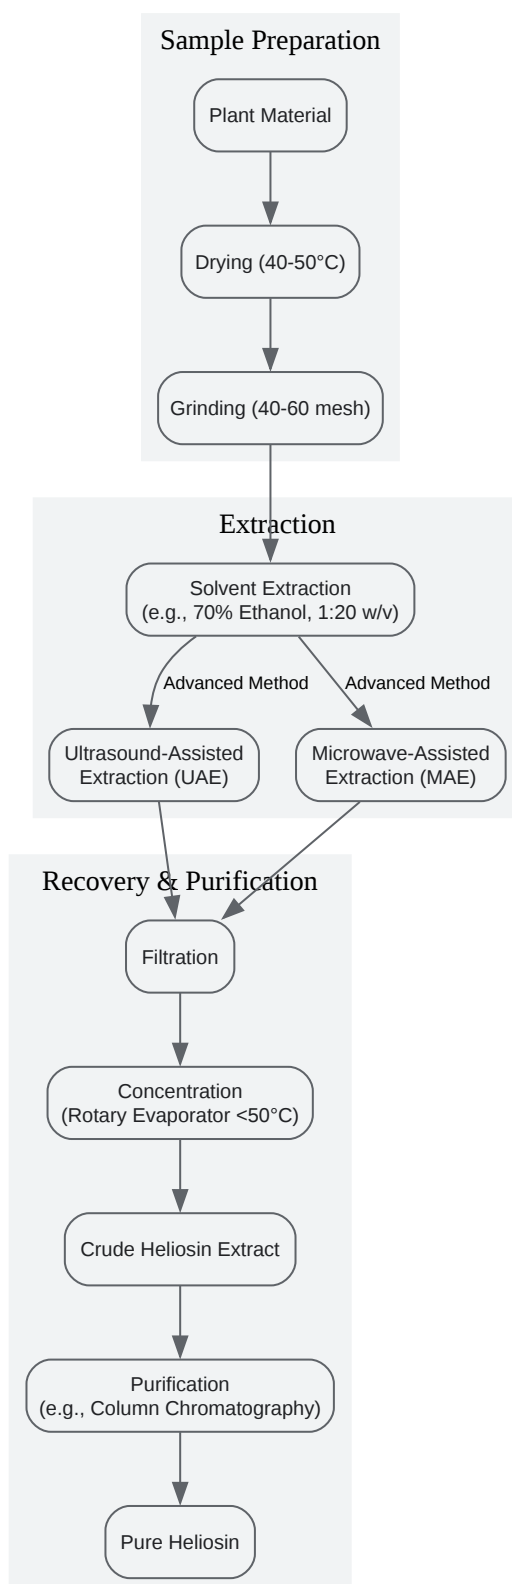 Sample Preparation
Plant Material
Drying (40-50°C)
Grinding (40-60 mesh)
Extraction
Solvent Extraction
(e.g., 70% Ethanol, 1:20 w/v)
Advanced Method
Advanced Method
Ultrasound-Assisted
Extraction (UAE)
Microwave-Assisted
Extraction (MAE)
Recovery & Purification
Filtration
Concentration
(Rotary Evaporator <50°C)
Crude Heliosin Extract
Purification
(e.g., Column Chromatography)
Pure Heliosin